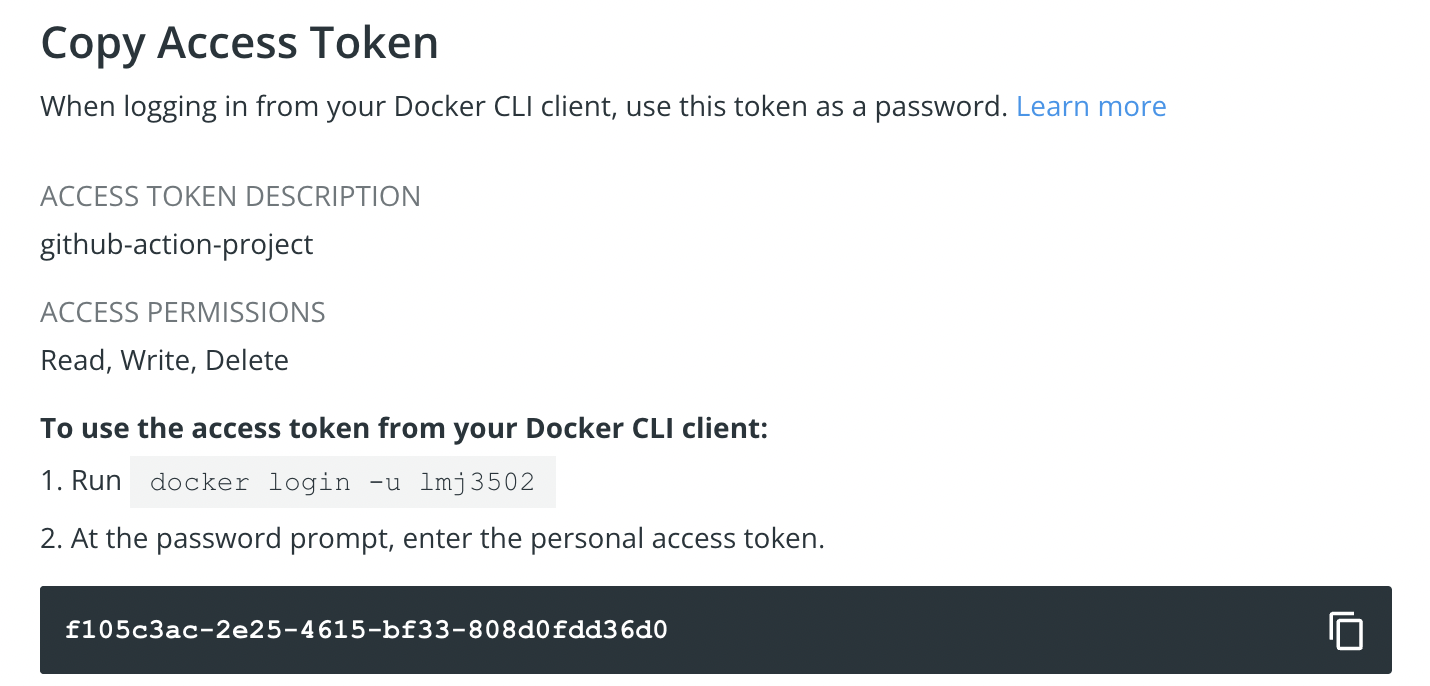 Copy Access Token
When logging in from your Docker CLI client, use this token as a password. Learn more
ACCESS TOKEN DESCRIPTION
github-action-project
ACCESS PERMISSIONS
Read, Write, Delete
To use the access token from your Docker CLI client:
1. Run docker login -u lmj3502
2. At the password prompt, enter the personal access token.
f105c3ac-2e25-4615-bf33-808d0fdd36d0